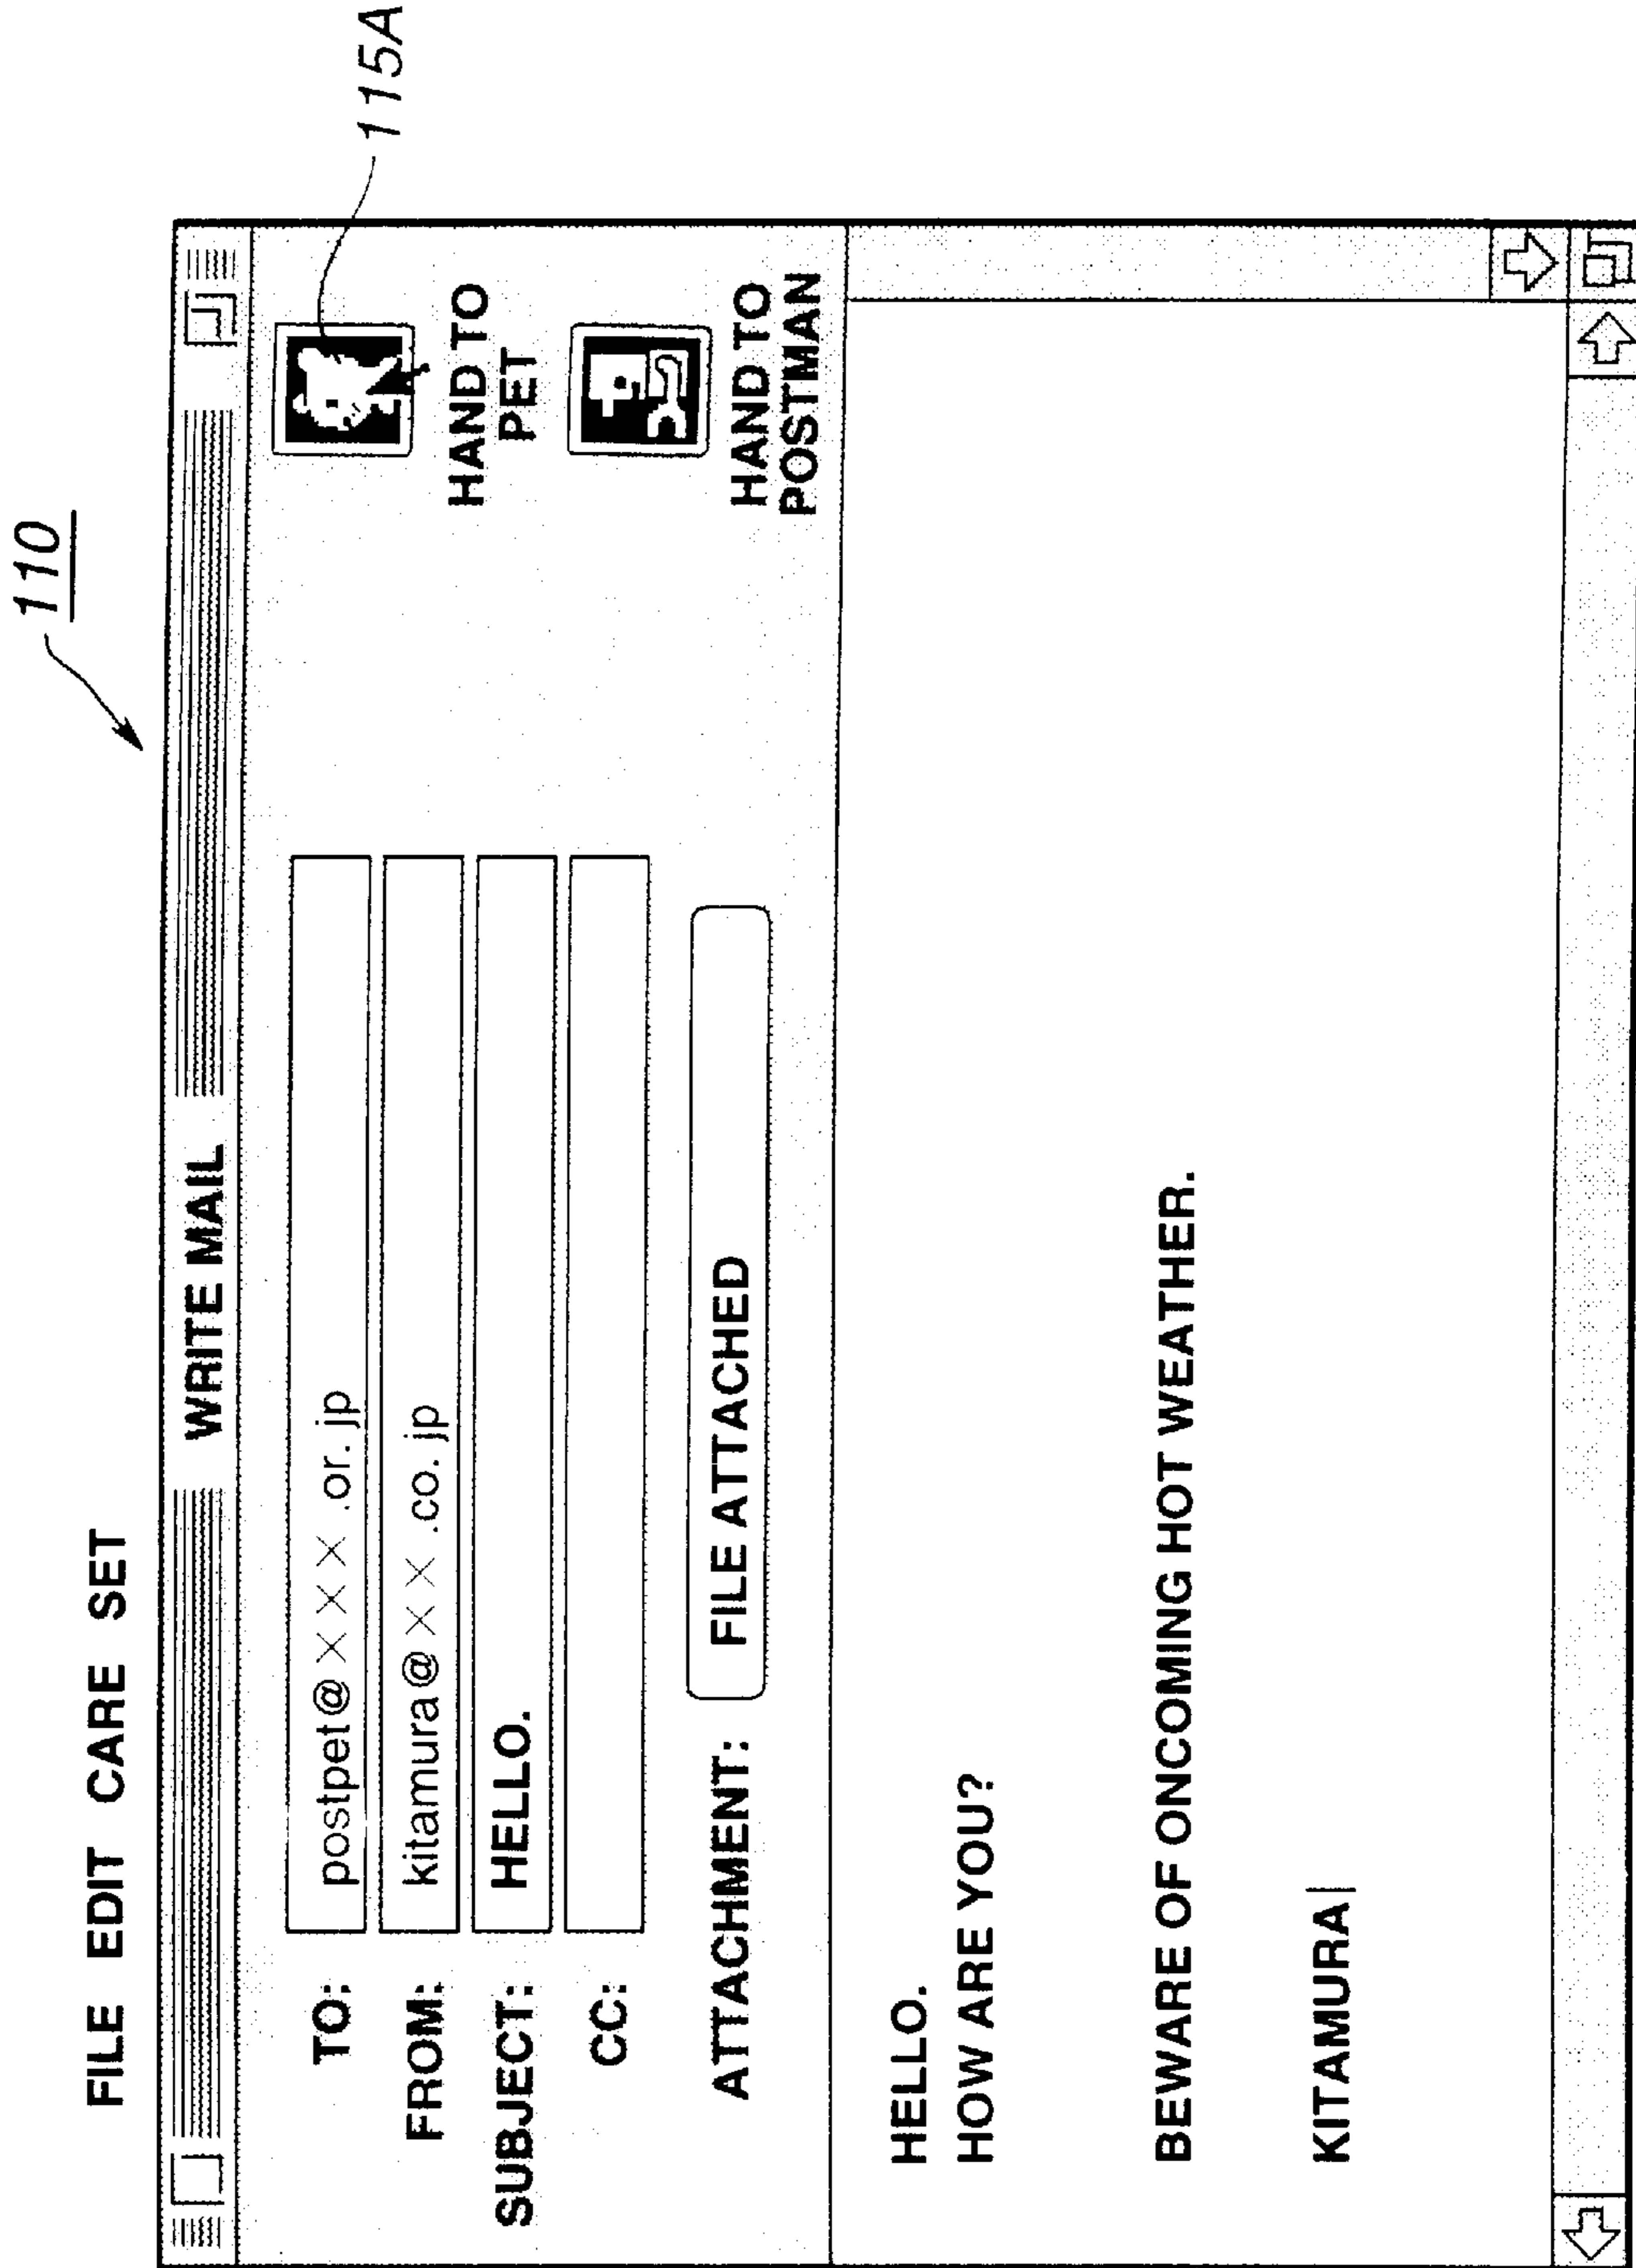 110
FILE EDIT CARE SET
WRITE MAIL
TO: postpet@×××.or.jp
FROM: kitamura@××.co.jp
SUBJECT: HELLO.
CC:
ATTACHMENT: FILE ATTACHED
115A
HAND TO
PET
HAND TO
POSTMAN
HELLO.
HOW ARE YOU?
BEWARE OF ONCOMING HOT WEATHER.
KITAMURA